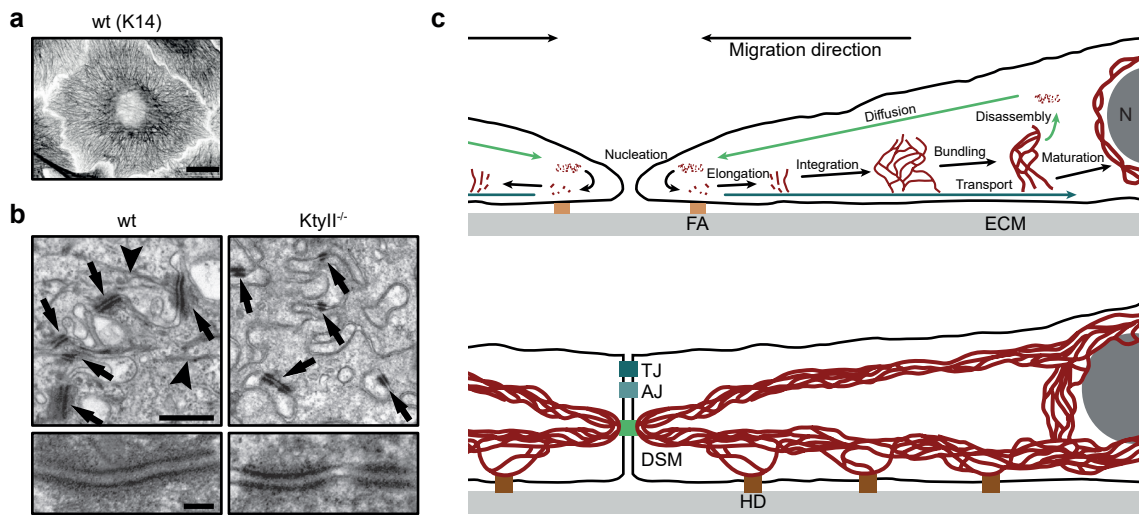 a
wt (K14)
b
wt
KtyII-/-
c
Migration direction
N
Diffusion
Disassembly
Nucleation
Elongation
Integration
Bundling
Maturation
Transport
FA
ECM
TJ
AJ
DSM
HD